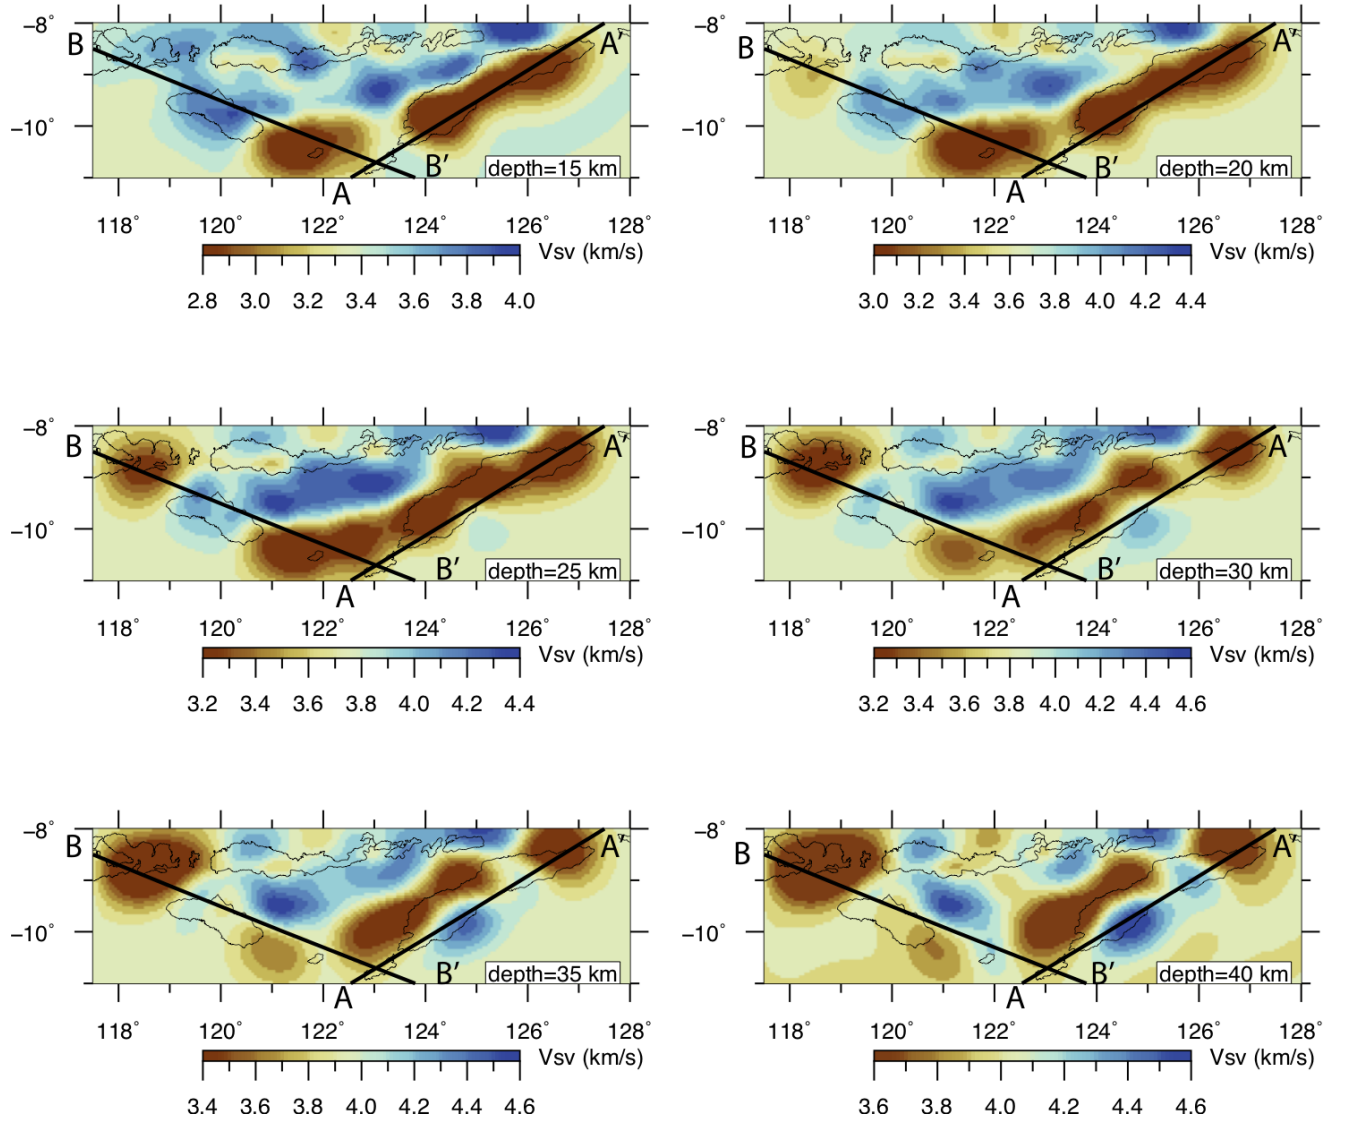 −8°
B
A′
−10°
B′
depth=15 km
A
118° 120° 122° 124° 126° 128°
Vsv (km/s)
2.8 3.0 3.2 3.4 3.6 3.8 4.0
−8°
B
A′
−10°
B′
depth=20 km
A
118° 120° 122° 124° 126° 128°
Vsv (km/s)
3.0 3.2 3.4 3.6 3.8 4.0 4.2 4.4
−8°
B
A′
−10°
B′
depth=25 km
A
118° 120° 122° 124° 126° 128°
Vsv (km/s)
3.2 3.4 3.6 3.8 4.0 4.2 4.4
−8°
B
A′
−10°
B′
depth=30 km
A
118° 120° 122° 124° 126° 128°
Vsv (km/s)
3.2 3.4 3.6 3.8 4.0 4.2 4.4 4.6
−8°
B
A′
−10°
B′
depth=35 km
A
118° 120° 122° 124° 126° 128°
Vsv (km/s)
3.4 3.6 3.8 4.0 4.2 4.4 4.6
−8°
B
A′
−10°
B′
depth=40 km
A
118° 120° 122° 124° 126° 128°
Vsv (km/s)
3.6 3.8 4.0 4.2 4.4 4.6